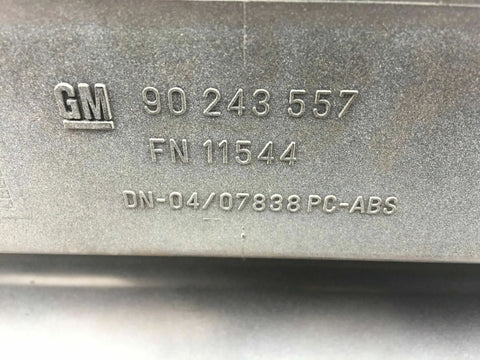 GM 90 243 557
FN 11544
DN-04/07838 PC-ABS